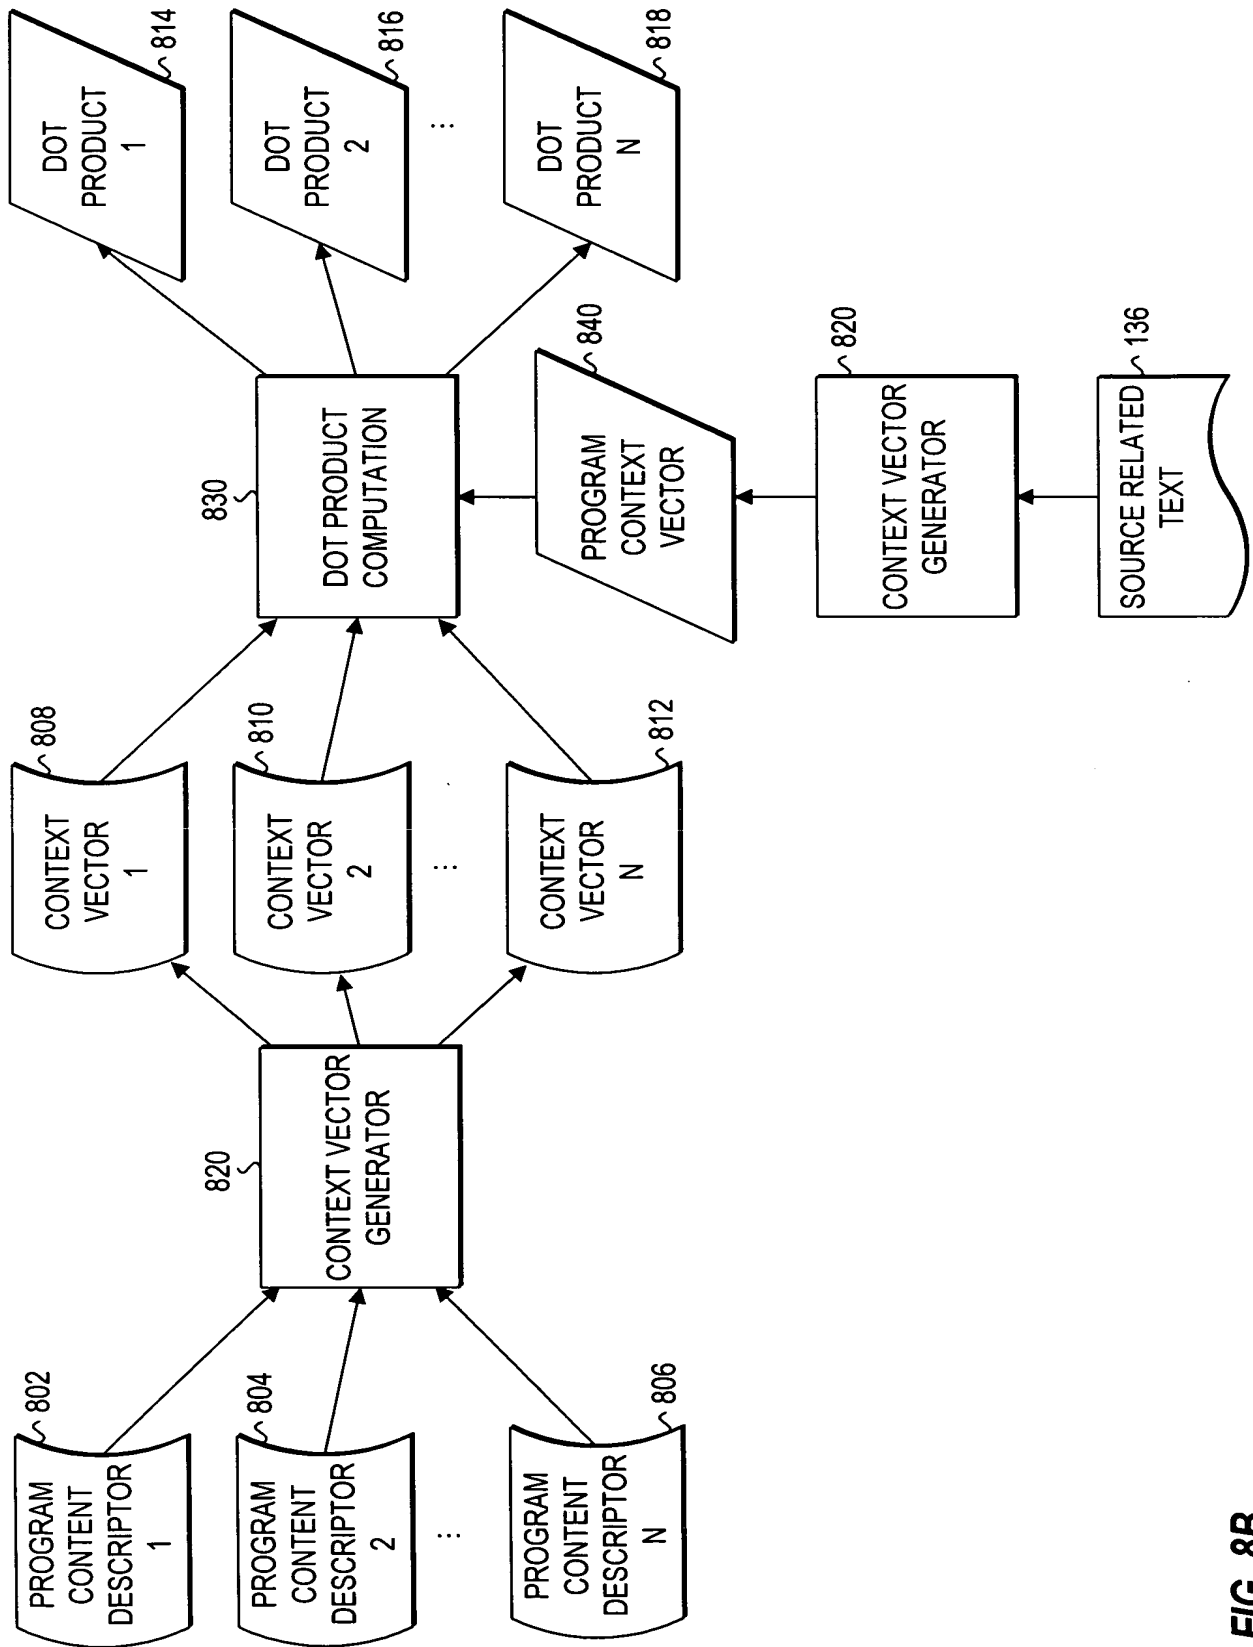 PROGRAM
CONTENT
DESCRIPTOR
1
802
PROGRAM
CONTENT
DESCRIPTOR
2
804
...
PROGRAM
CONTENT
DESCRIPTOR
N
806
820
CONTEXT VECTOR
GENERATOR
CONTEXT
VECTOR
1
808
CONTEXT
VECTOR
2
810
...
CONTEXT
VECTOR
N
812
830
DOT PRODUCT
COMPUTATION
DOT
PRODUCT
1
814
DOT
PRODUCT
2
816
...
DOT
PRODUCT
N
818
PROGRAM
CONTEXT
VECTOR
840
CONTEXT VECTOR
GENERATOR
820
SOURCE RELATED
TEXT
136
FIG. 8B